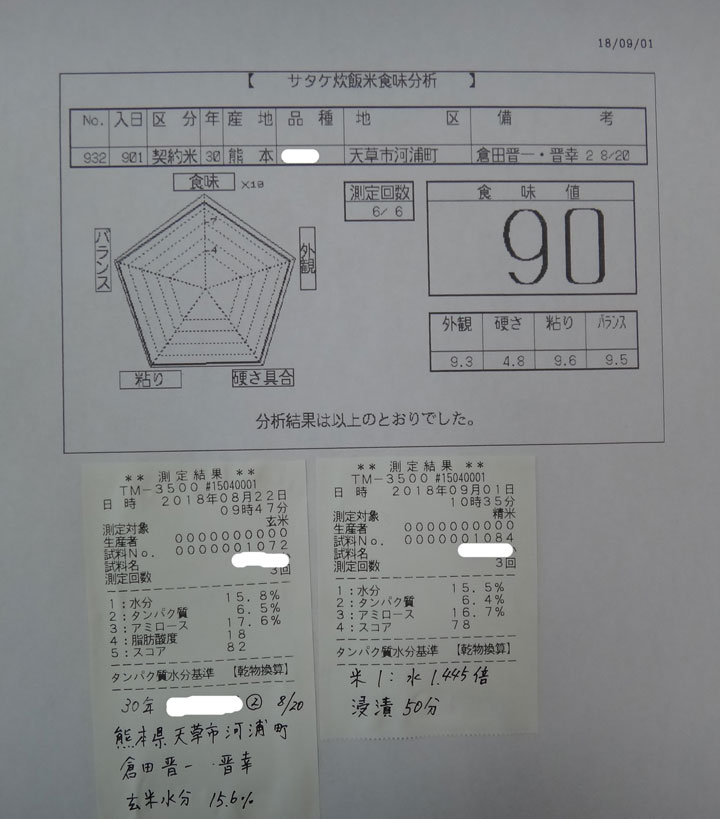 18/09/01
【 サタケ炊飯米食味分析 】
No. 入日 区分 年 産地 品種 地区 備考
932 901 契約米 30 熊本 天草市河浦町 倉田晋一・晋幸 2 8/20
食味 ×10
測定回数
6/ 6
食味値
90
バランス
外観
7
4
粘り
硬さ具合
外観 硬さ 粘り バランス
9.3 4.8 9.6 9.5
分析結果は以上のとおりでした。
** 測定結果 **
TM-3500 #15040001
日 時 2018年08月22日
09時47分
測定対象 玄米
生産者 0000000000
試料No. 0000001072
試料名
測定回数 3回
1:水分 15.8%
2:タンパク質 6.5%
3:アミロース 17.6%
4:脂肪酸度 18
5:スコア 82
タンパク質水分基準 【乾物換算】
30年 ② 8/20
熊本県天草市河浦町
倉田晋一・晋幸
玄米水分 15.6%
** 測定結果 **
TM-3500 #15040001
日 時 2018年09月01日
10時35分
測定対象 精米
生産者 0000000000
試料No. 0000001084
試料名
測定回数 3回
1:水分 15.5%
2:タンパク質 6.4%
3:アミロース 16.7%
4:スコア 78
タンパク質水分基準 【乾物換算】
米1:水1.445倍
浸漬 50分